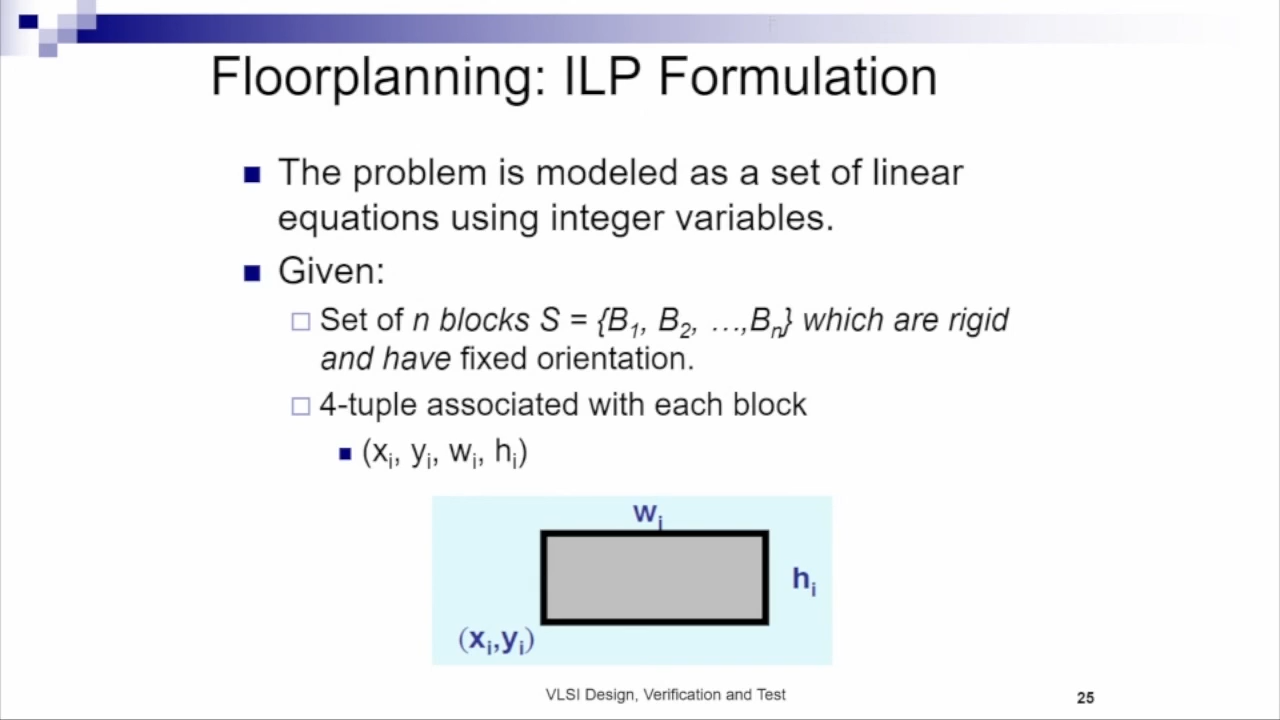 Floorplanning: ILP Formulation
The problem is modeled as a set of linear
equations using integer variables.
Given:
Set of n blocks S = {B1, B2, …,Bn} which are rigid
and have fixed orientation.
4-tuple associated with each block
(xi, yi, wi, hi)
wi
hi
(xi,yi)
VLSI Design, Verification and Test
25